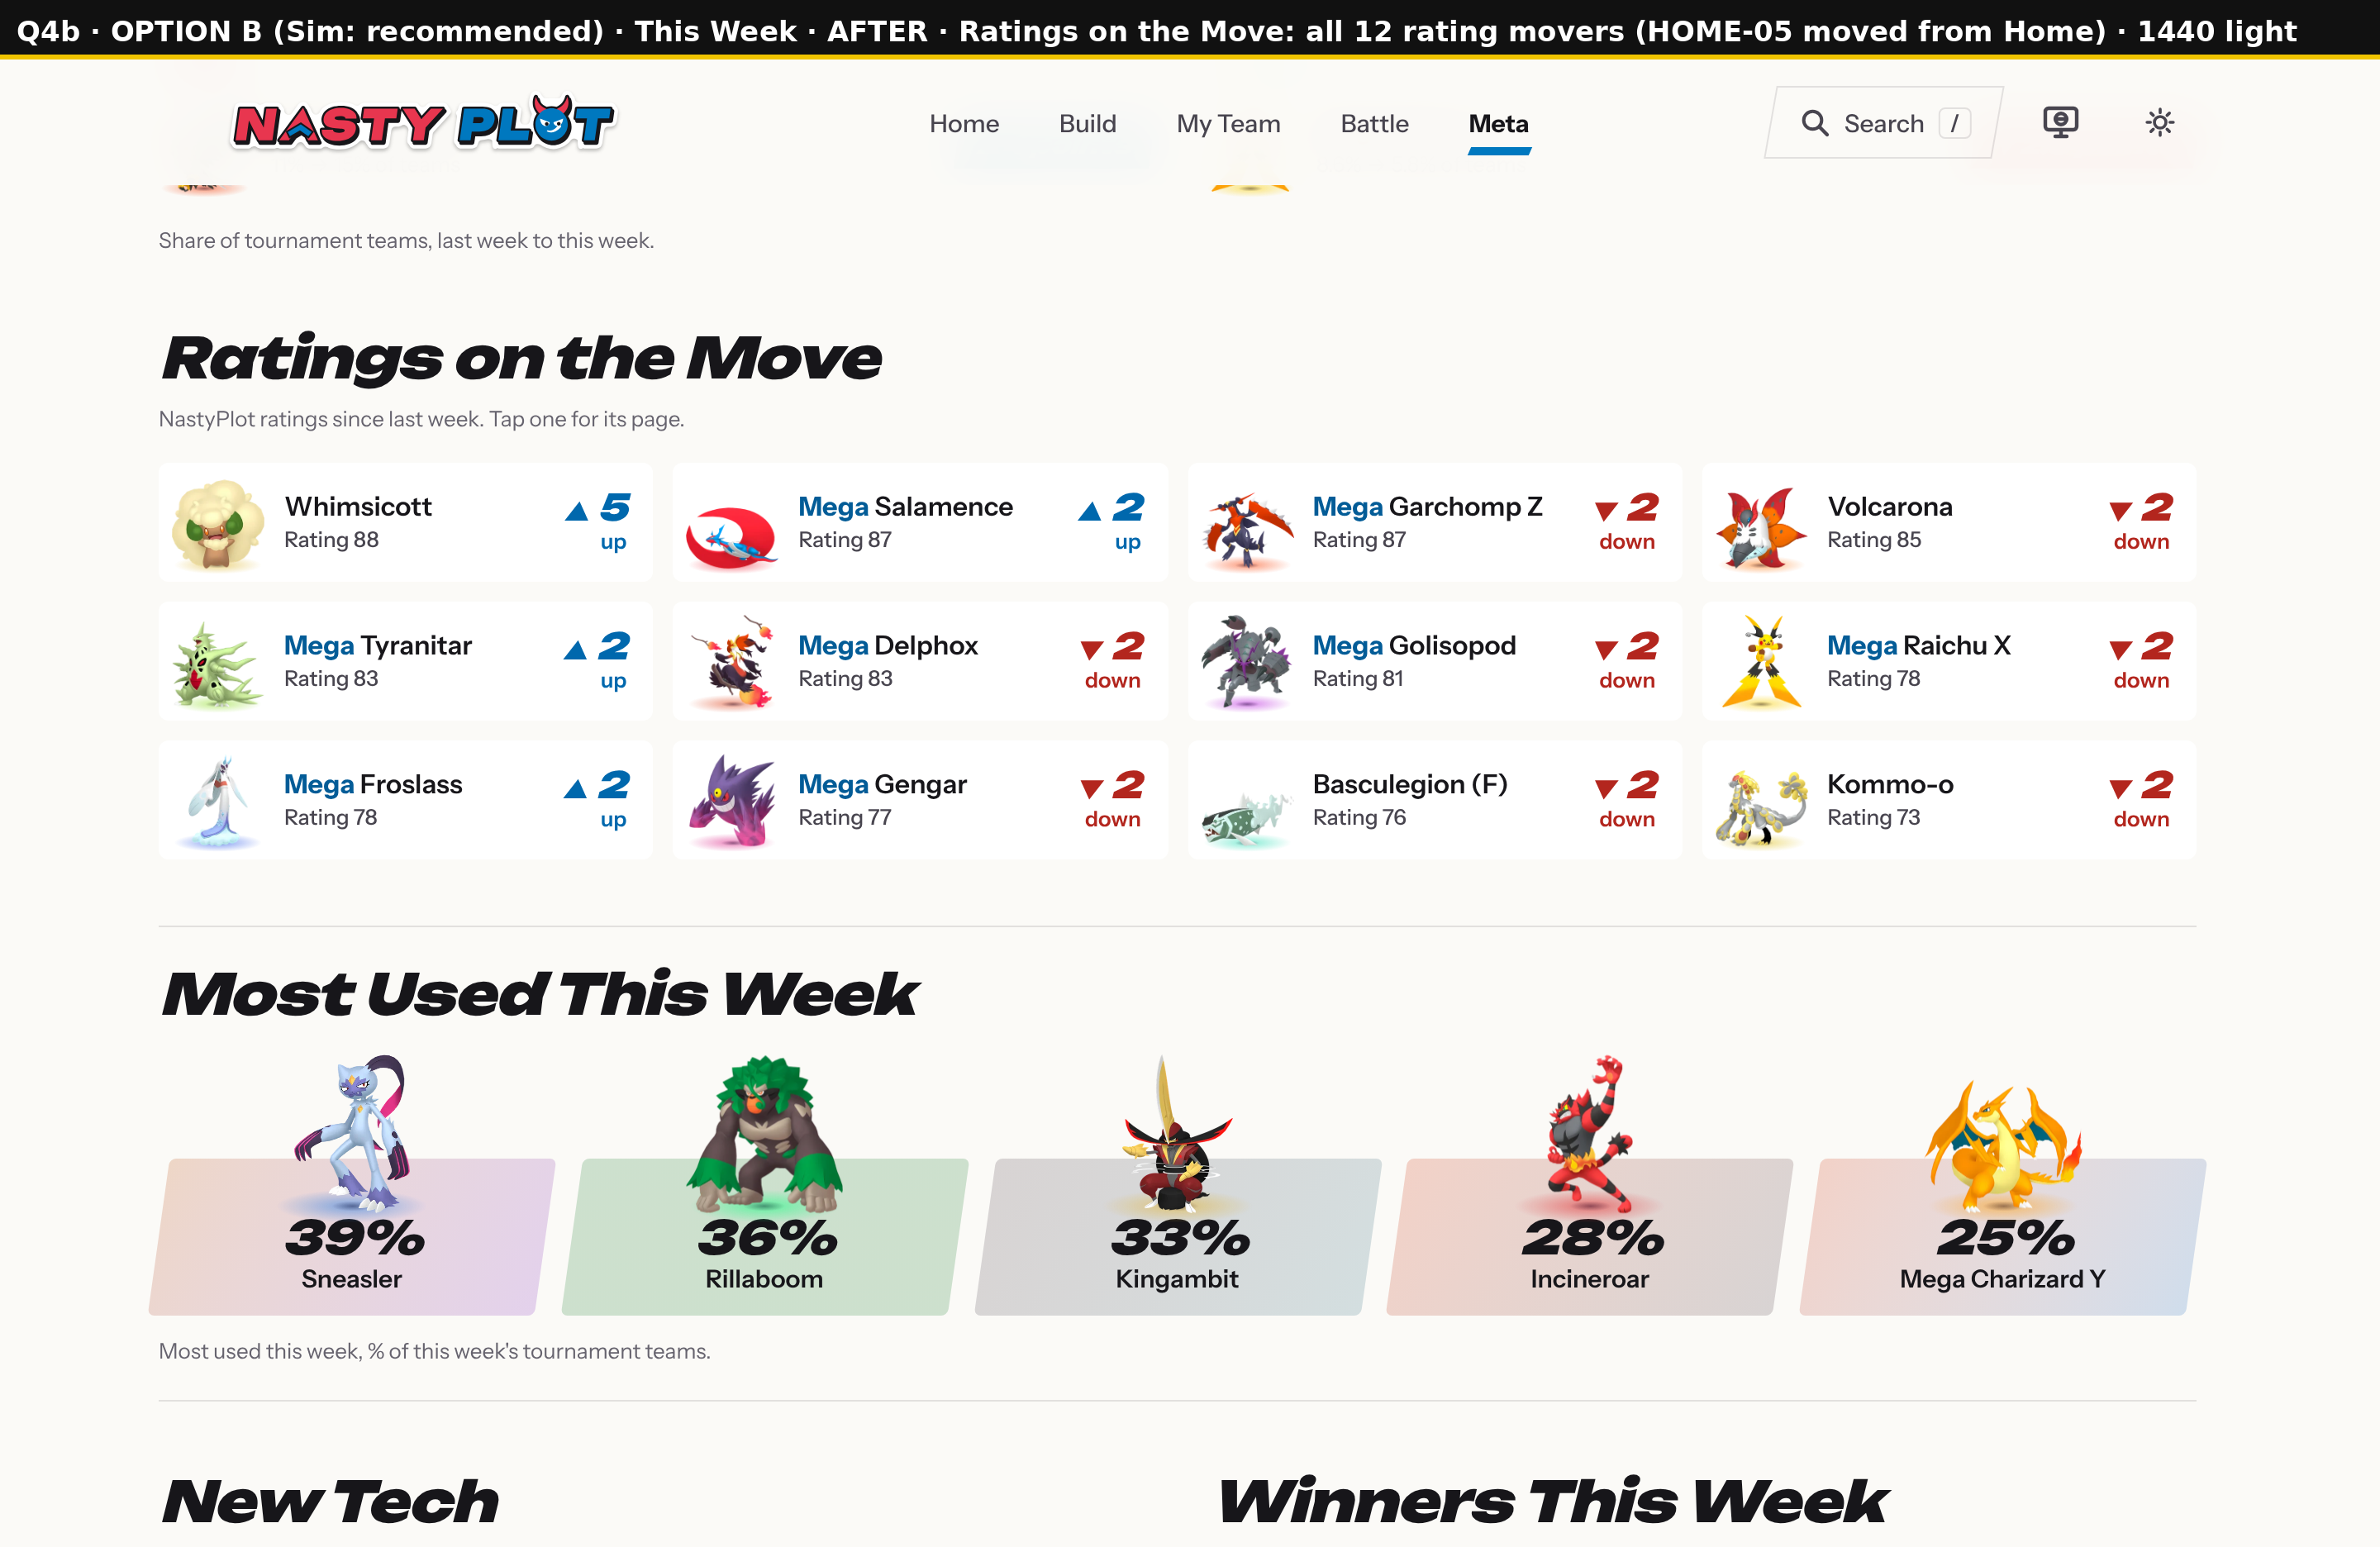 Q4b · OPTION B (Sim: recommended) · This Week · AFTER · Ratings on the Move: all 12 rating movers (HOME-05 moved from Home) · 1440 light
NASTY PLOT
Home Build My Team Battle Meta
Search /
Share of tournament teams, last week to this week.
Ratings on the Move
NastyPlot ratings since last week. Tap one for its page.
Whimsicott
Rating 88
▲ 5
up
Mega Salamence
Rating 87
▲ 2
up
Mega Garchomp Z
Rating 87
▼ 2
down
Volcarona
Rating 85
▼ 2
down
Mega Tyranitar
Rating 83
▲ 2
up
Mega Delphox
Rating 83
▼ 2
down
Mega Golisopod
Rating 81
▼ 2
down
Mega Raichu X
Rating 78
▼ 2
down
Mega Froslass
Rating 78
▲ 2
up
Mega Gengar
Rating 77
▼ 2
down
Basculegion (F)
Rating 76
▼ 2
down
Kommo-o
Rating 73
▼ 2
down
Most Used This Week
39%
Sneasler
36%
Rillaboom
33%
Kingambit
28%
Incineroar
25%
Mega Charizard Y
Most used this week, % of this week's tournament teams.
New Tech
Winners This Week